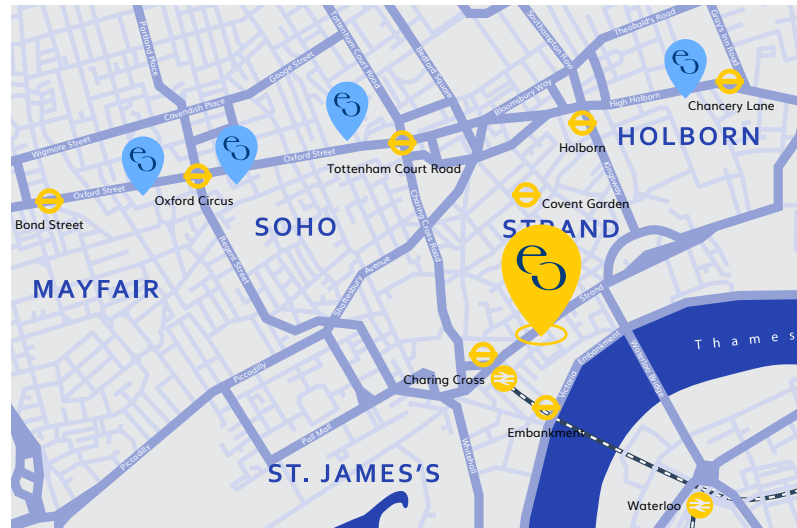 Portland Place
Tottenham Court Road
Bedford Square
Southampton Row
Theobald's Road
Gray's Inn Road
Goodge Street
Cavendish Place
Wigmore Street
Bloomsbury Way
High Holborn
Chancery Lane
HOLBORN
Holborn
Oxford Street
Tottenham Court Road
Oxford Street
Oxford Circus
Bond Street
Kingsway
Covent Garden
STRAND
SOHO
MAYFAIR
Regent Street
Charing Cross Road
Shaftesbury Avenue
Strand
Thames
Victoria Embankment
Waterloo Bridge
Piccadilly
Charing Cross
Embankment
Pall Mall
Piccadilly
Whitehall
ST. JAMES'S
Waterloo